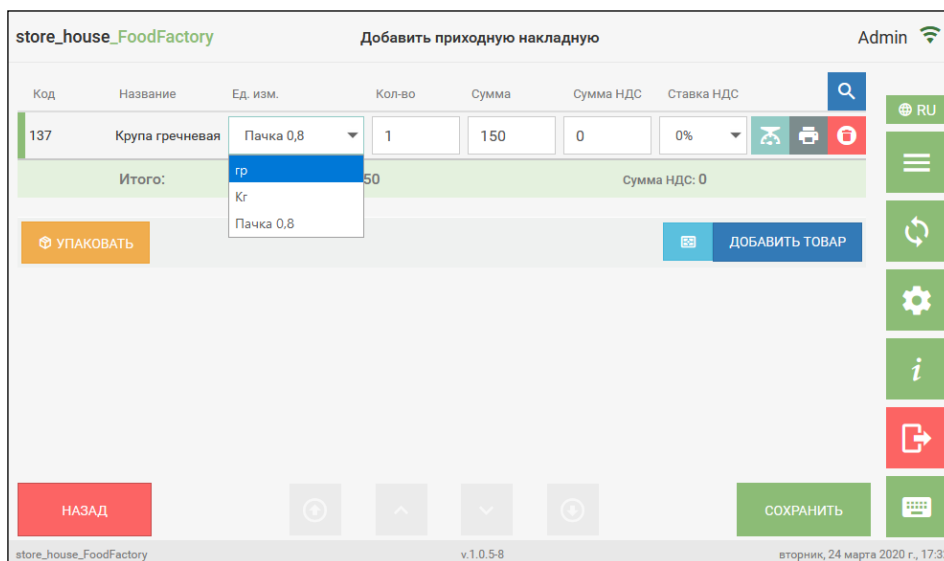 store_house_FoodFactory Добавить приходную накладную Admin
Код Название Ед. изм. Кол-во Сумма Сумма НДС Ставка НДС
RU
137 Крупа гречневая Пачка 0,8 1 150 0 0%
Итого: 50 Сумма НДС: 0
гр
Кг
Пачка 0,8
УПАКОВАТЬ ДОБАВИТЬ ТОВАР
i
НАЗАД СОХРАНИТЬ
store_house_FoodFactory v.1.0.5-8 вторник, 24 марта 2020 г., 17:3